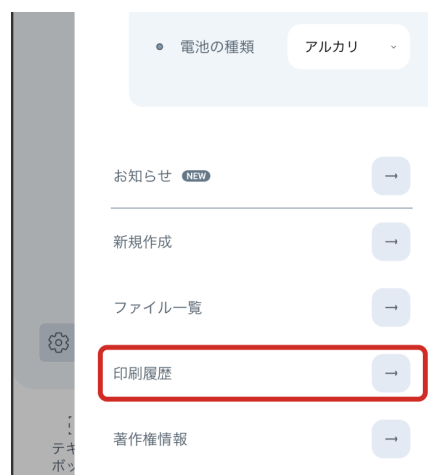 電池の種類 アルカリ
お知らせ NEW
新規作成
ファイル一覧
印刷履歴
著作権情報
テキ
ボッ